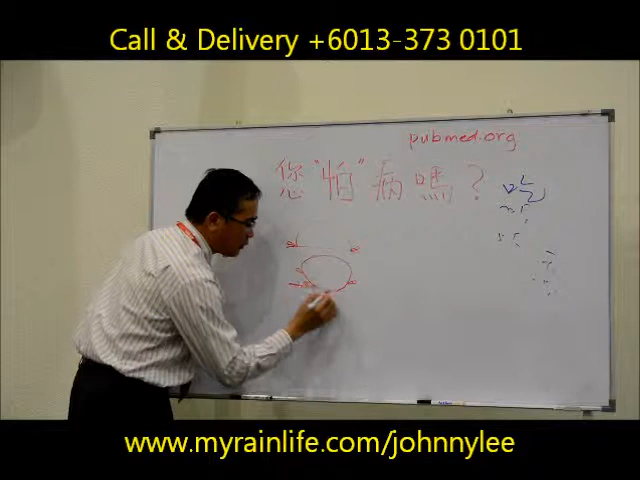 Call & Delivery +6013-373 0101
pubmed.org
您"怕"病嗎?
www.myrainlife.com/johnnylee